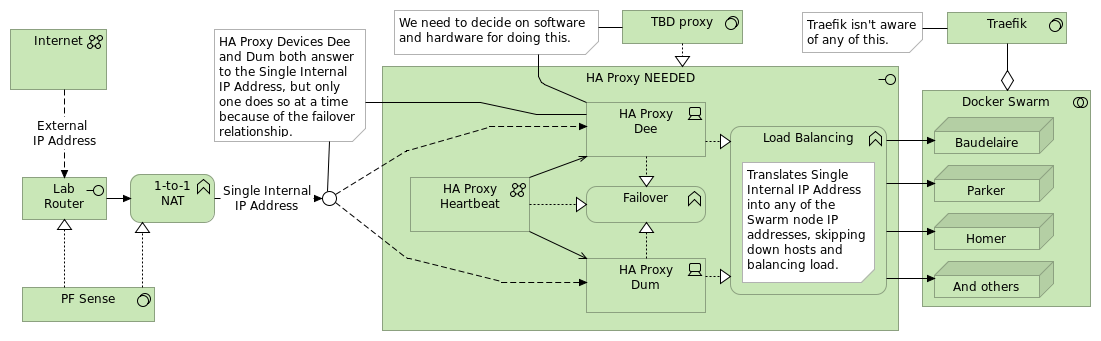 Internet
External
IP Address
Lab
Router
1-to-1
NAT
PF Sense
HA Proxy Devices Dee
and Dum both answer
to the Single Internal
IP Address, but only
one does so at a time
because of the failover
relationship.
Single Internal
IP Address
We need to decide on software
and hardware for doing this.
TBD proxy
HA Proxy NEEDED
HA Proxy
Dee
HA Proxy
Heartbeat
Failover
HA Proxy
Dum
Load Balancing
Translates Single
Internal IP Address
into any of the
Swarm node IP
addresses, skipping
down hosts and
balancing load.
Traefik isn't aware
of any of this.
Traefik
Docker Swarm
Baudelaire
Parker
Homer
And others